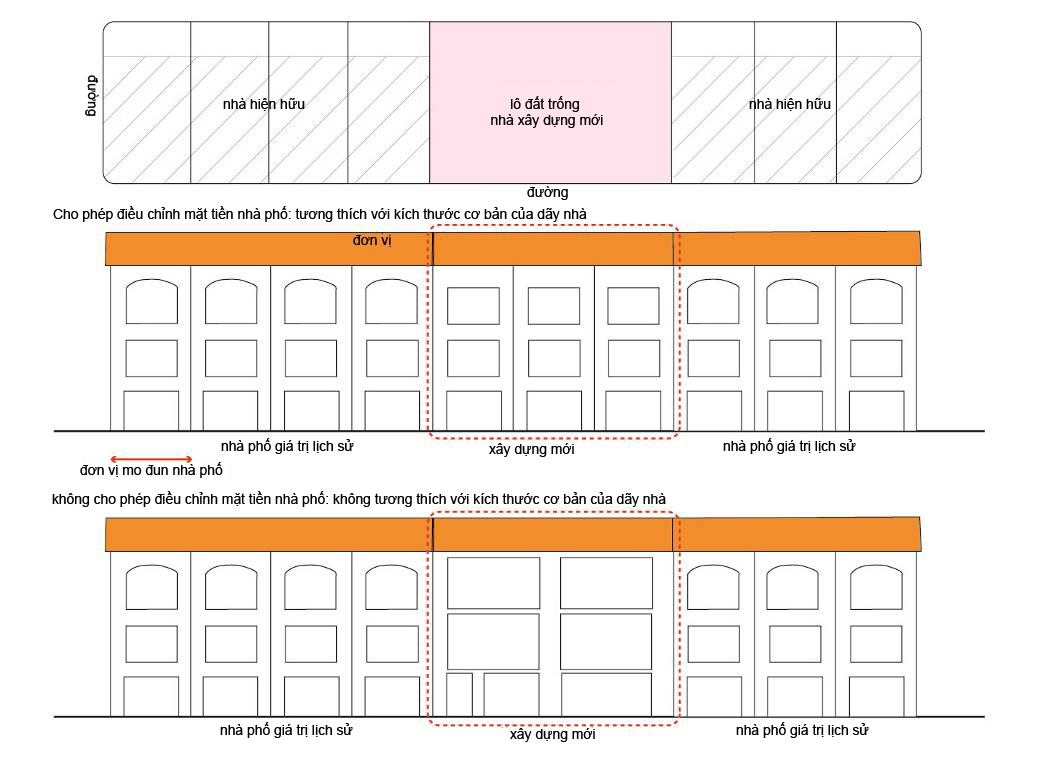 đường
nhà hiện hữu
lô đất trống
nhà xây dựng mới
nhà hiện hữu
đường
Cho phép điều chỉnh mặt tiền nhà phố: tương thích với kích thước cơ bản của dãy nhà
đơn vị
nhà phố giá trị lịch sử
xây dựng mới
nhà phố giá trị lịch sử
đơn vị mo đun nhà phố
không cho phép điều chỉnh mặt tiền nhà phố: không tương thích với kích thước cơ bản của dãy nhà
nhà phố giá trị lịch sử
xây dựng mới
nhà phố giá trị lịch sử